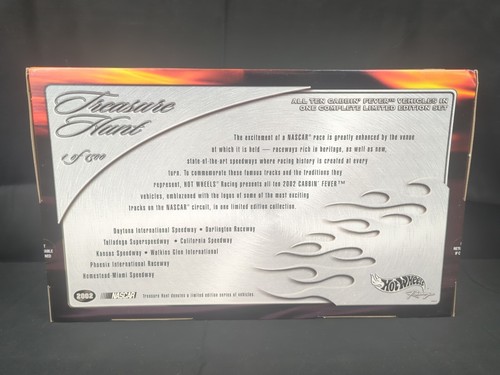 Treasure
Hunt
1 of 500
ALL TEN CABBIN' FEVER™ VEHICLES IN
ONE COMPLETE LIMITED EDITION SET
The excitement of a NASCAR® race is greatly enhanced by the venue
at which it is held — raceways rich in heritage, as well as new,
state-of-the-art speedways where racing history is created at every
turn. To commemorate these famous tracks and the traditions they
represent, HOT WHEELS® Racing presents all ten 2002 CABBIN' FEVER™
vehicles, emblazoned with the logos of some of the most exciting
tracks on the NASCAR® circuit, in one limited edition collection.
Daytona International Speedway • Darlington Raceway
Talladega Superspeedway • California Speedway
Kansas Speedway • Watkins Glen International
Phoenix International Raceway
Homestead-Miami Speedway
2002 NASCAR Treasure Hunt denotes a limited edition series of vehicles.
HOT WHEELS
Racing